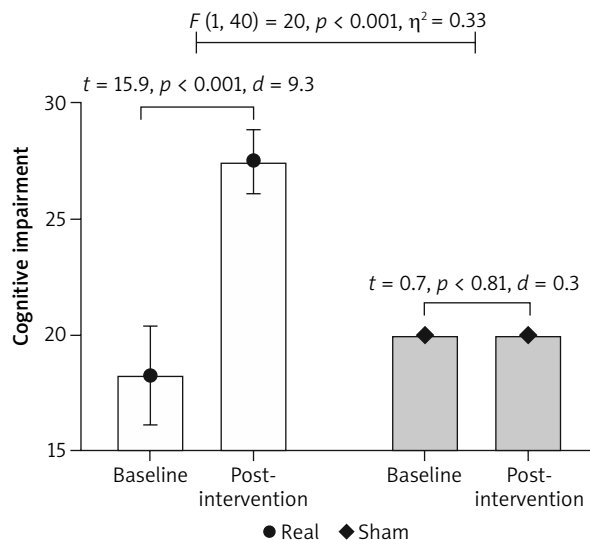 F (1, 40) = 20, p < 0.001, η² = 0.33
t = 15.9, p < 0.001, d = 9.3
30
25
20
15
Cognitive impairment
t = 0.7, p < 0.81, d = 0.3
Baseline
Post-
intervention
Baseline
Post-
intervention
Real
Sham